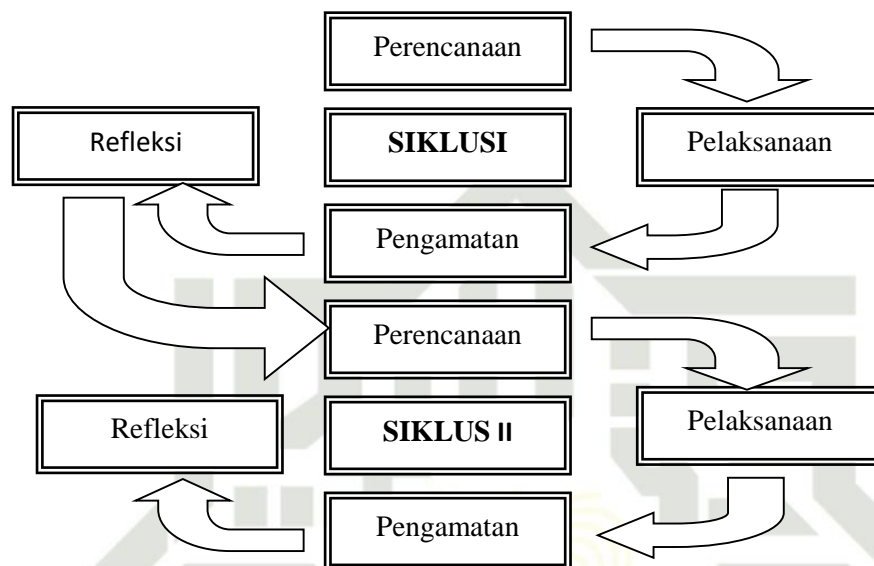 Perencanaan
Refleksi
SIKLUSI
Pelaksanaan
Pengamatan
Perencanaan
Refleksi
SIKLUS II
Pelaksanaan
Pengamatan